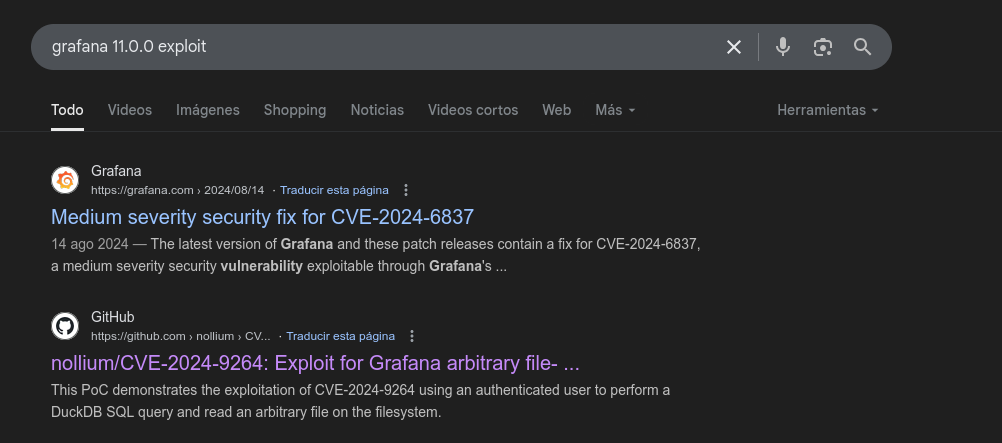 grafana 11.0.0 exploit
Todo Videos Imágenes Shopping Noticias Videos cortos Web Más Herramientas
Grafana
https://grafana.com › 2024/08/14 · Traducir esta página
Medium severity security fix for CVE-2024-6837
14 ago 2024 — The latest version of Grafana and these patch releases contain a fix for CVE-2024-6837,
a medium severity security vulnerability exploitable through Grafana's ...
GitHub
https://github.com › nollium › CV... · Traducir esta página
nollium/CVE-2024-9264: Exploit for Grafana arbitrary file- ...
This PoC demonstrates the exploitation of CVE-2024-9264 using an authenticated user to perform a
DuckDB SQL query and read an arbitrary file on the filesystem.